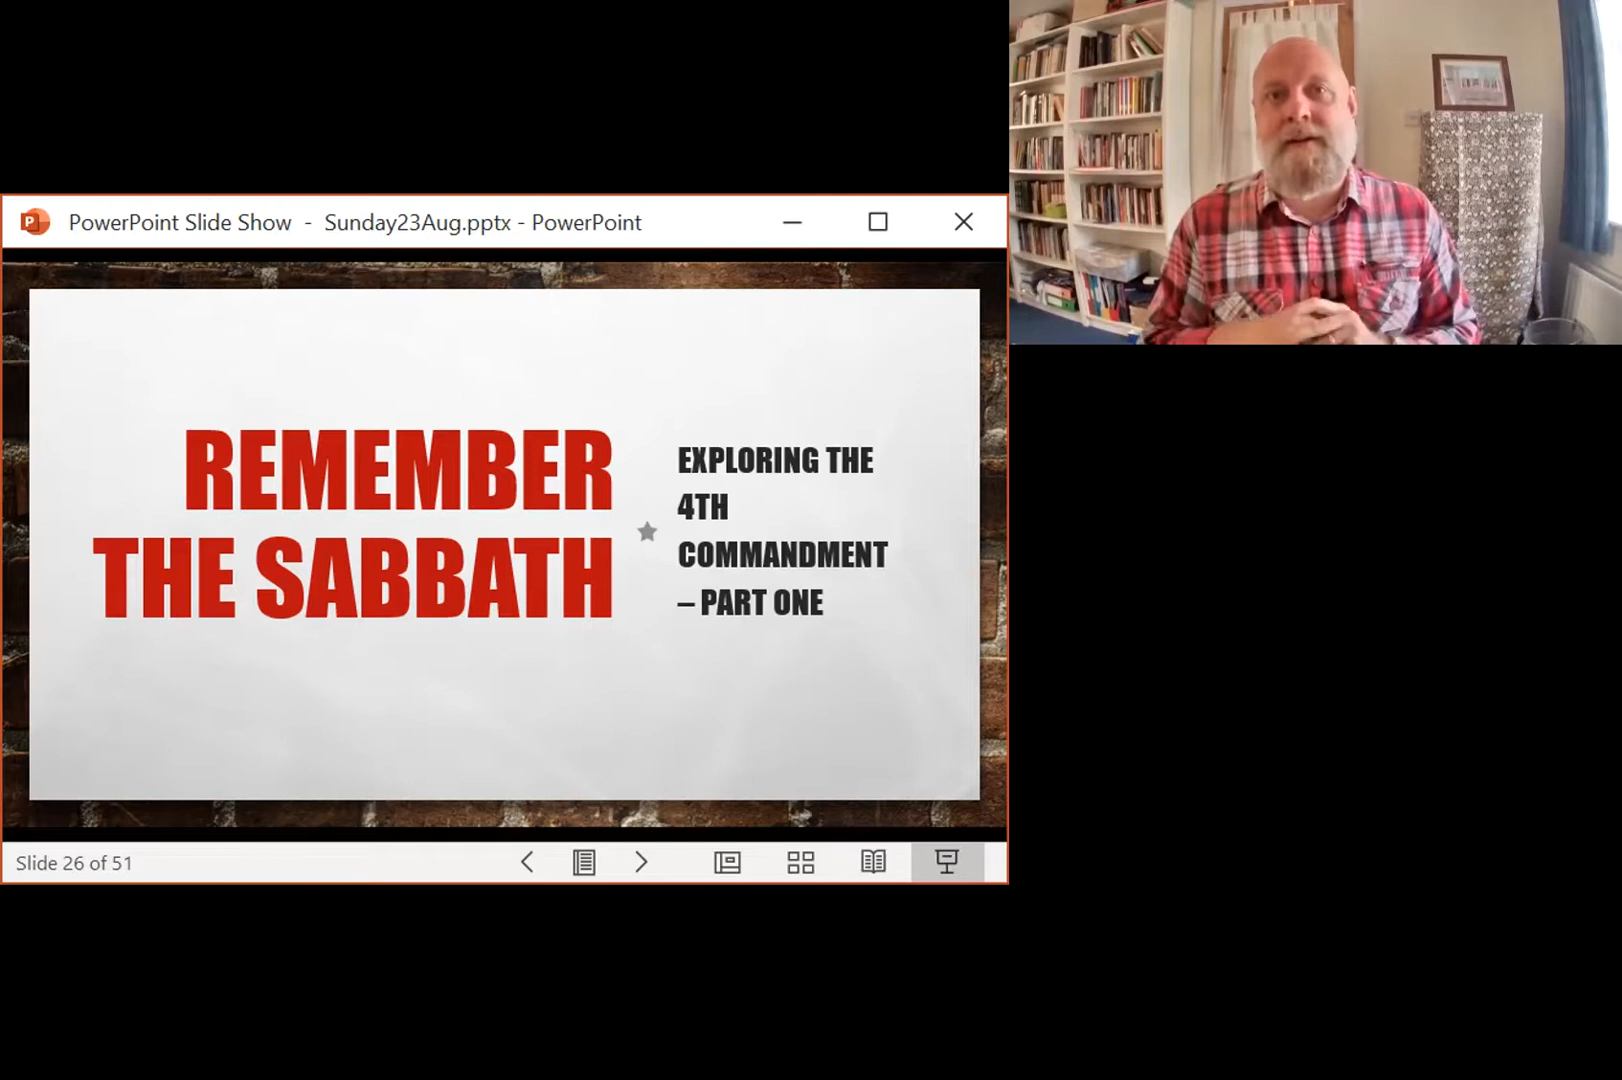 PowerPoint Slide Show - Sunday23Aug.pptx - PowerPoint
REMEMBER
THE SABBATH
EXPLORING THE
4TH
COMMANDMENT
– PART ONE
Slide 26 of 51